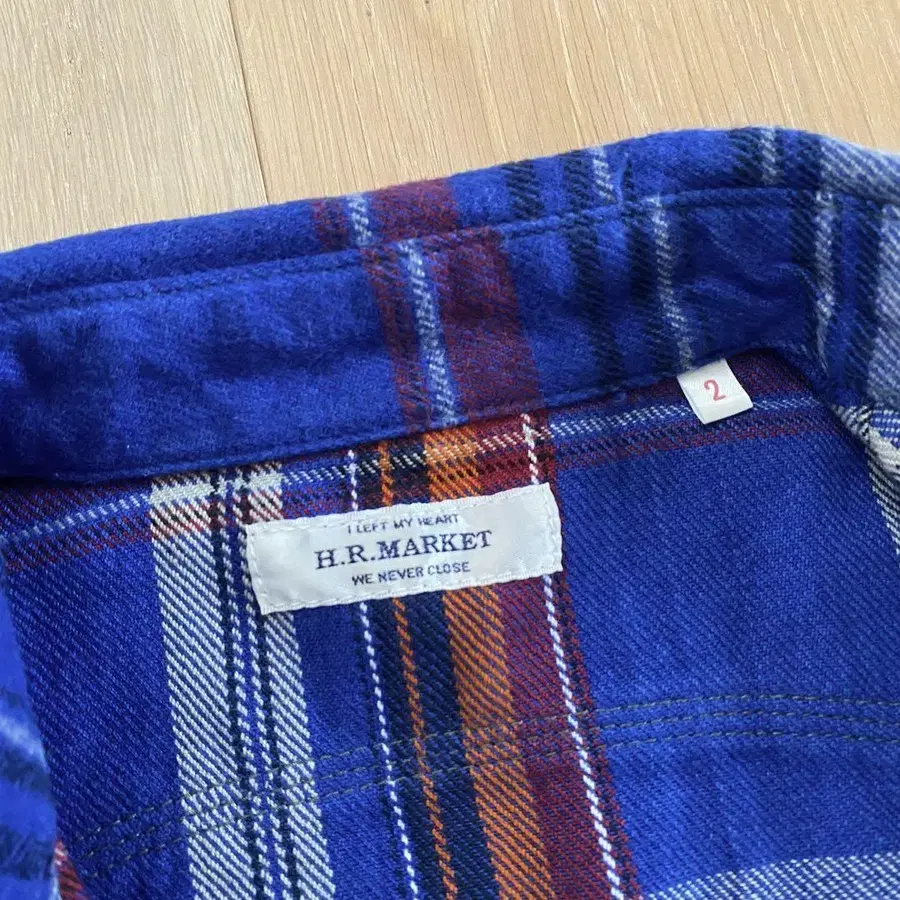 2
I LEFT MY HEART
H.R.MARKET
WE NEVER CLOSE